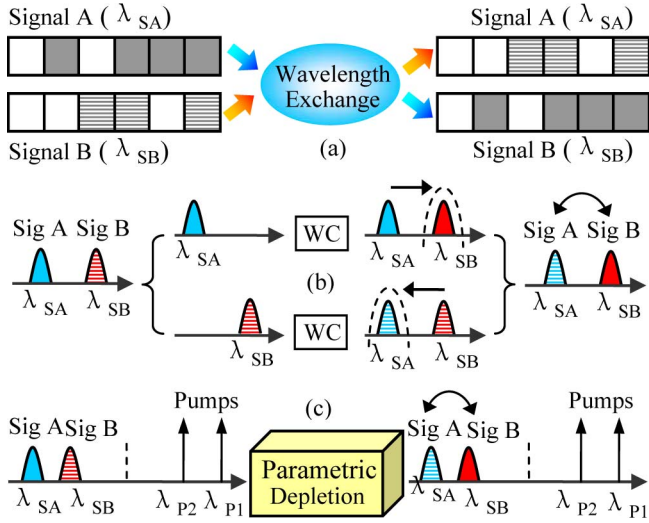 Signal A ( λ SA)
Signal A ( λ SA)
Wavelength
Exchange
Signal B ( λ SB)
(a)
Signal B ( λ SB)
Sig A Sig B
λ SA λ SB
λ SA
WC
λ SA λ SB
(b)
λ SB
WC
λ SA λ SB
Sig A Sig B
λ SA λ SB
(c)
Sig A Sig B
Pumps
λ SA λ SB
λ P2 λ P1
Parametric
Depletion
Sig A Sig B
Pumps
λ SA λ SB
λ P2 λ P1